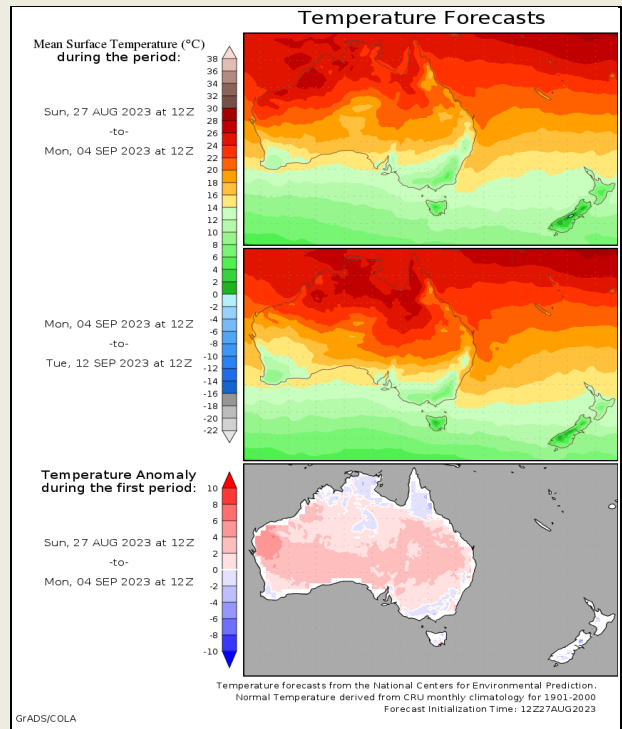 Temperature Forecasts
Mean Surface Temperature (°C)
during the period:
Sun, 27 AUG 2023 at 12Z
-to-
Mon, 04 SEP 2023 at 12Z
38
36
34
32
30
28
26
24
22
20
18
16
14
12
10
8
6
4
2
0
-2
-4
-6
-8
-10
-12
-14
-16
-18
-20
-22
Mon, 04 SEP 2023 at 12Z
-to-
Tue, 12 SEP 2023 at 12Z
Temperature Anomaly
during the first period:
Sun, 27 AUG 2023 at 12Z
-to-
Mon, 04 SEP 2023 at 12Z
10
8
6
4
2
0
-2
-4
-6
-8
-10
Temperature forecasts from the National Centers for Environmental Prediction.
Normal Temperature derived from CRU monthly climatology for 1901-2000
Forecast Initialization Time: 12Z27AUG2023
GrADS/COLA